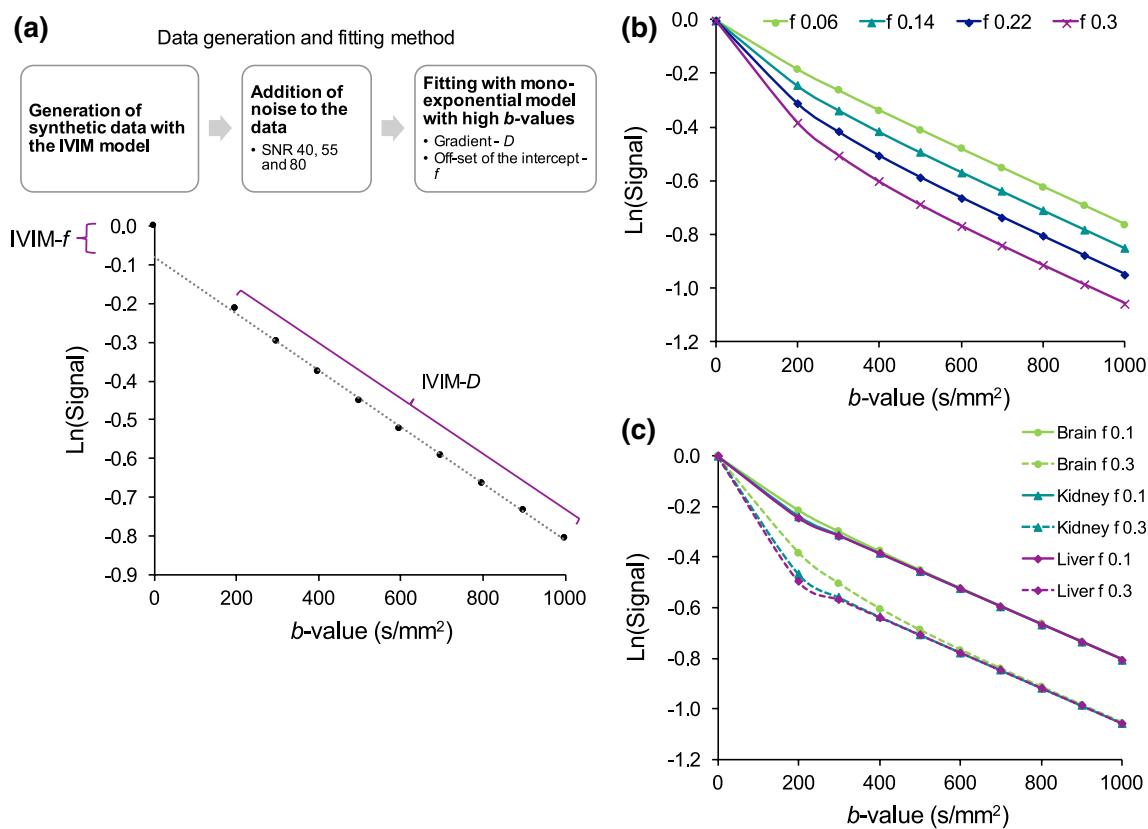 (a)
Data generation and fitting method
Generation of
synthetic data with
the IVIM model
Addition of
noise to the
data
• SNR 40, 55
and 80
Fitting with mono-
exponential model
with high b-values
• Gradient - D
• Off-set of the intercept -
f
IVIM-f
0.0
-0.1
-0.2
-0.3
-0.4
-0.5
-0.6
-0.7
-0.8
-0.9
Ln(Signal)
IVIM-D
0 200 400 600 800 1000
b-value (s/mm²)
(b)
f 0.06 f 0.14 f 0.22 f 0.3
0.0
-0.2
-0.4
-0.6
-0.8
-1.0
-1.2
Ln(Signal)
0 200 400 600 800 1000
b-value (s/mm²)
(c)
Brain f 0.1
Brain f 0.3
Kidney f 0.1
Kidney f 0.3
Liver f 0.1
Liver f 0.3
0.0
-0.2
-0.4
-0.6
-0.8
-1.0
-1.2
Ln(Signal)
0 200 400 600 800 1000
b-value (s/mm²)